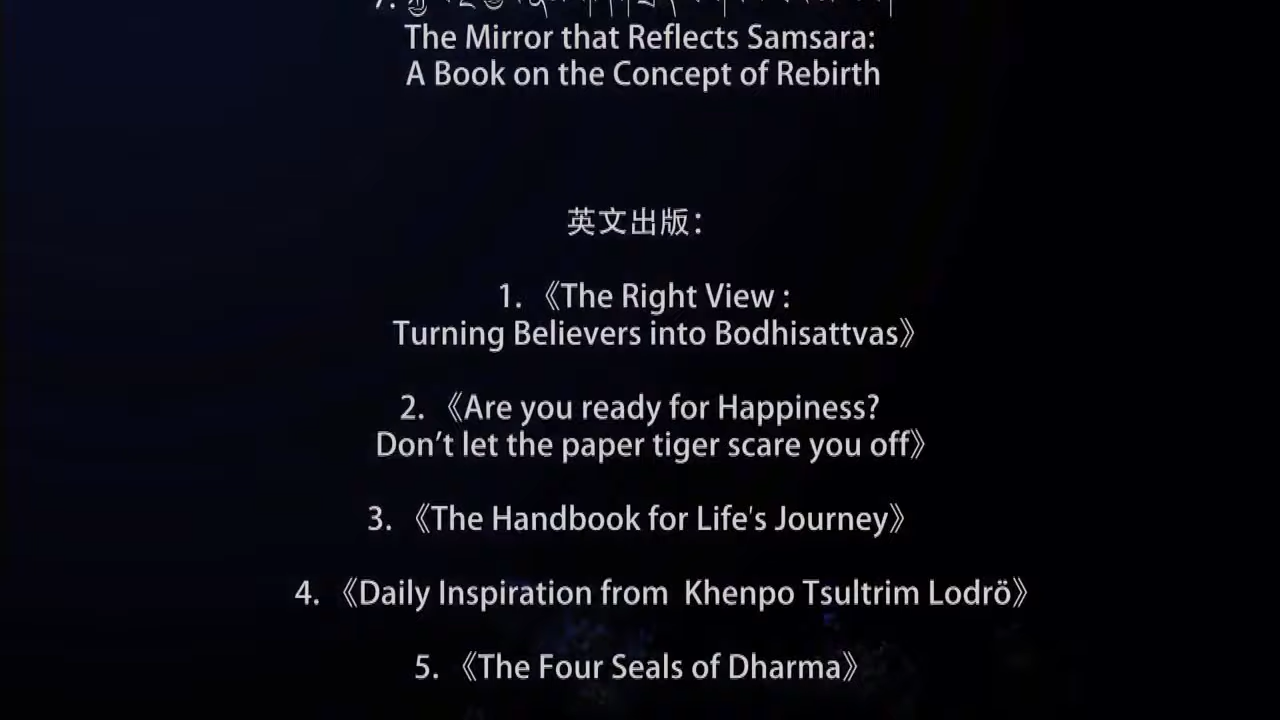 7.
The Mirror that Reflects Samsara:
A Book on the Concept of Rebirth
英文出版：
1. 《The Right View :
Turning Believers into Bodhisattvas》
2. 《Are you ready for Happiness?
Don’t let the paper tiger scare you off》
3. 《The Handbook for Life's Journey》
4. 《Daily Inspiration from  Khenpo Tsultrim Lodrö》
5. 《The Four Seals of Dharma》